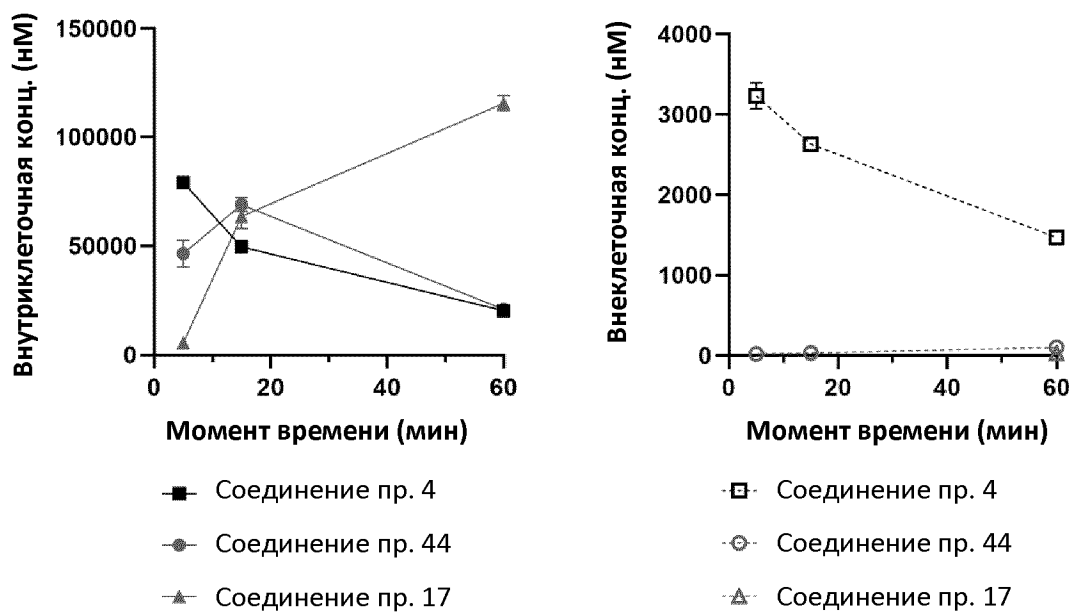 Внутриклеточная конц. (нМ)
150000
100000
50000
0
0
20
40
60
Момент времени (мин)
Соединение пр. 4
Соединение пр. 44
Соединение пр. 17
Внеклеточная конц. (нМ)
4000
3000
2000
1000
0
0
20
40
60
Момент времени (мин)
Соединение пр. 4
Соединение пр. 44
Соединение пр. 17